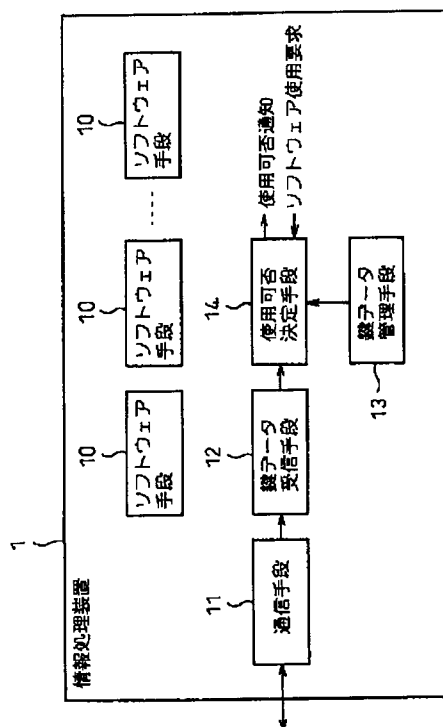 1
情報処理装置
10
ソフトウェア
手段
10
ソフトウェア
手段
10
ソフトウェア
手段
11
通信手段
12
鍵データ
受信手段
14
使用可否
決定手段
使用可否通知
ソフトウェア使用要求
13
鍵データ
管理手段